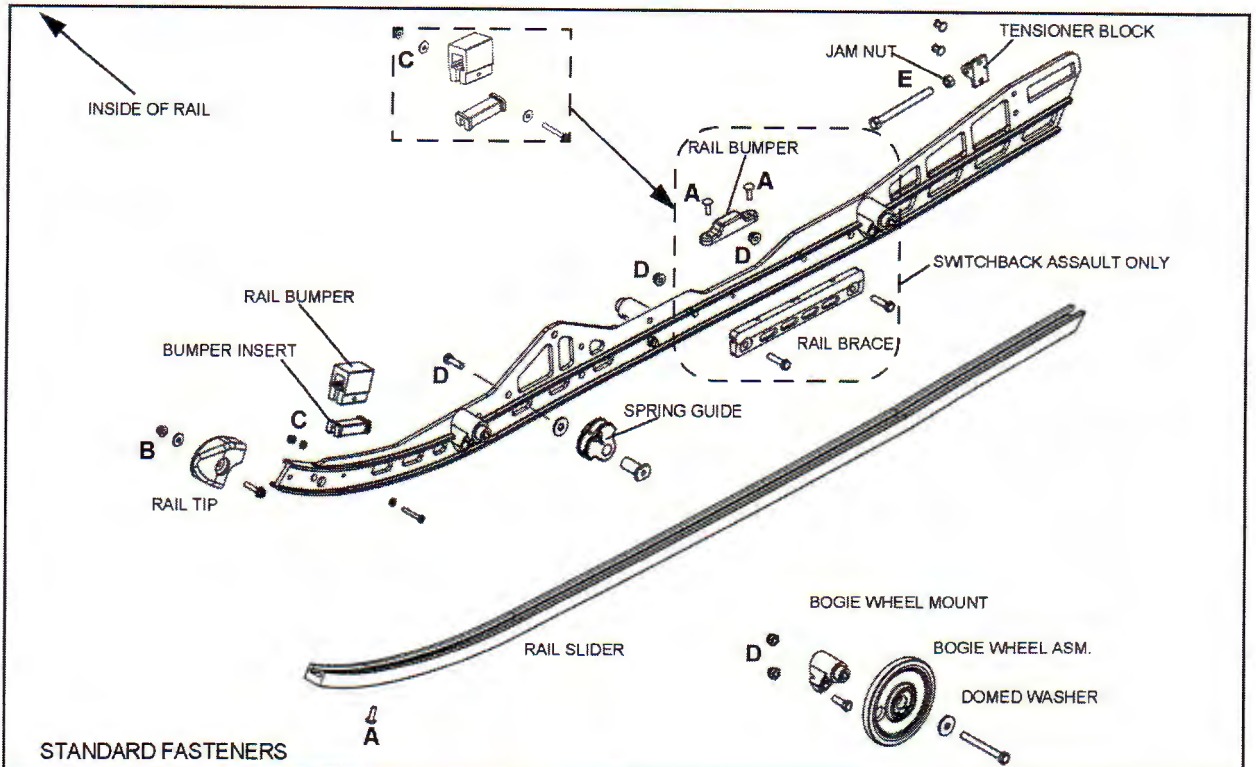 TENSIONER BLOCK
C
JAM NUT
E
INSIDE OF RAIL
RAIL BUMPER
A
A
D
D
SWITCHBACK ASSAULT ONLY
RAIL BUMPER
RAIL BRACE
BUMPER INSERT
D
C
SPRING GUIDE
B
RAIL TIP
BOGIE WHEEL MOUNT
RAIL SLIDER
D
BOGIE WHEEL ASM.
DOMED WASHER
A
STANDARD FASTENERS